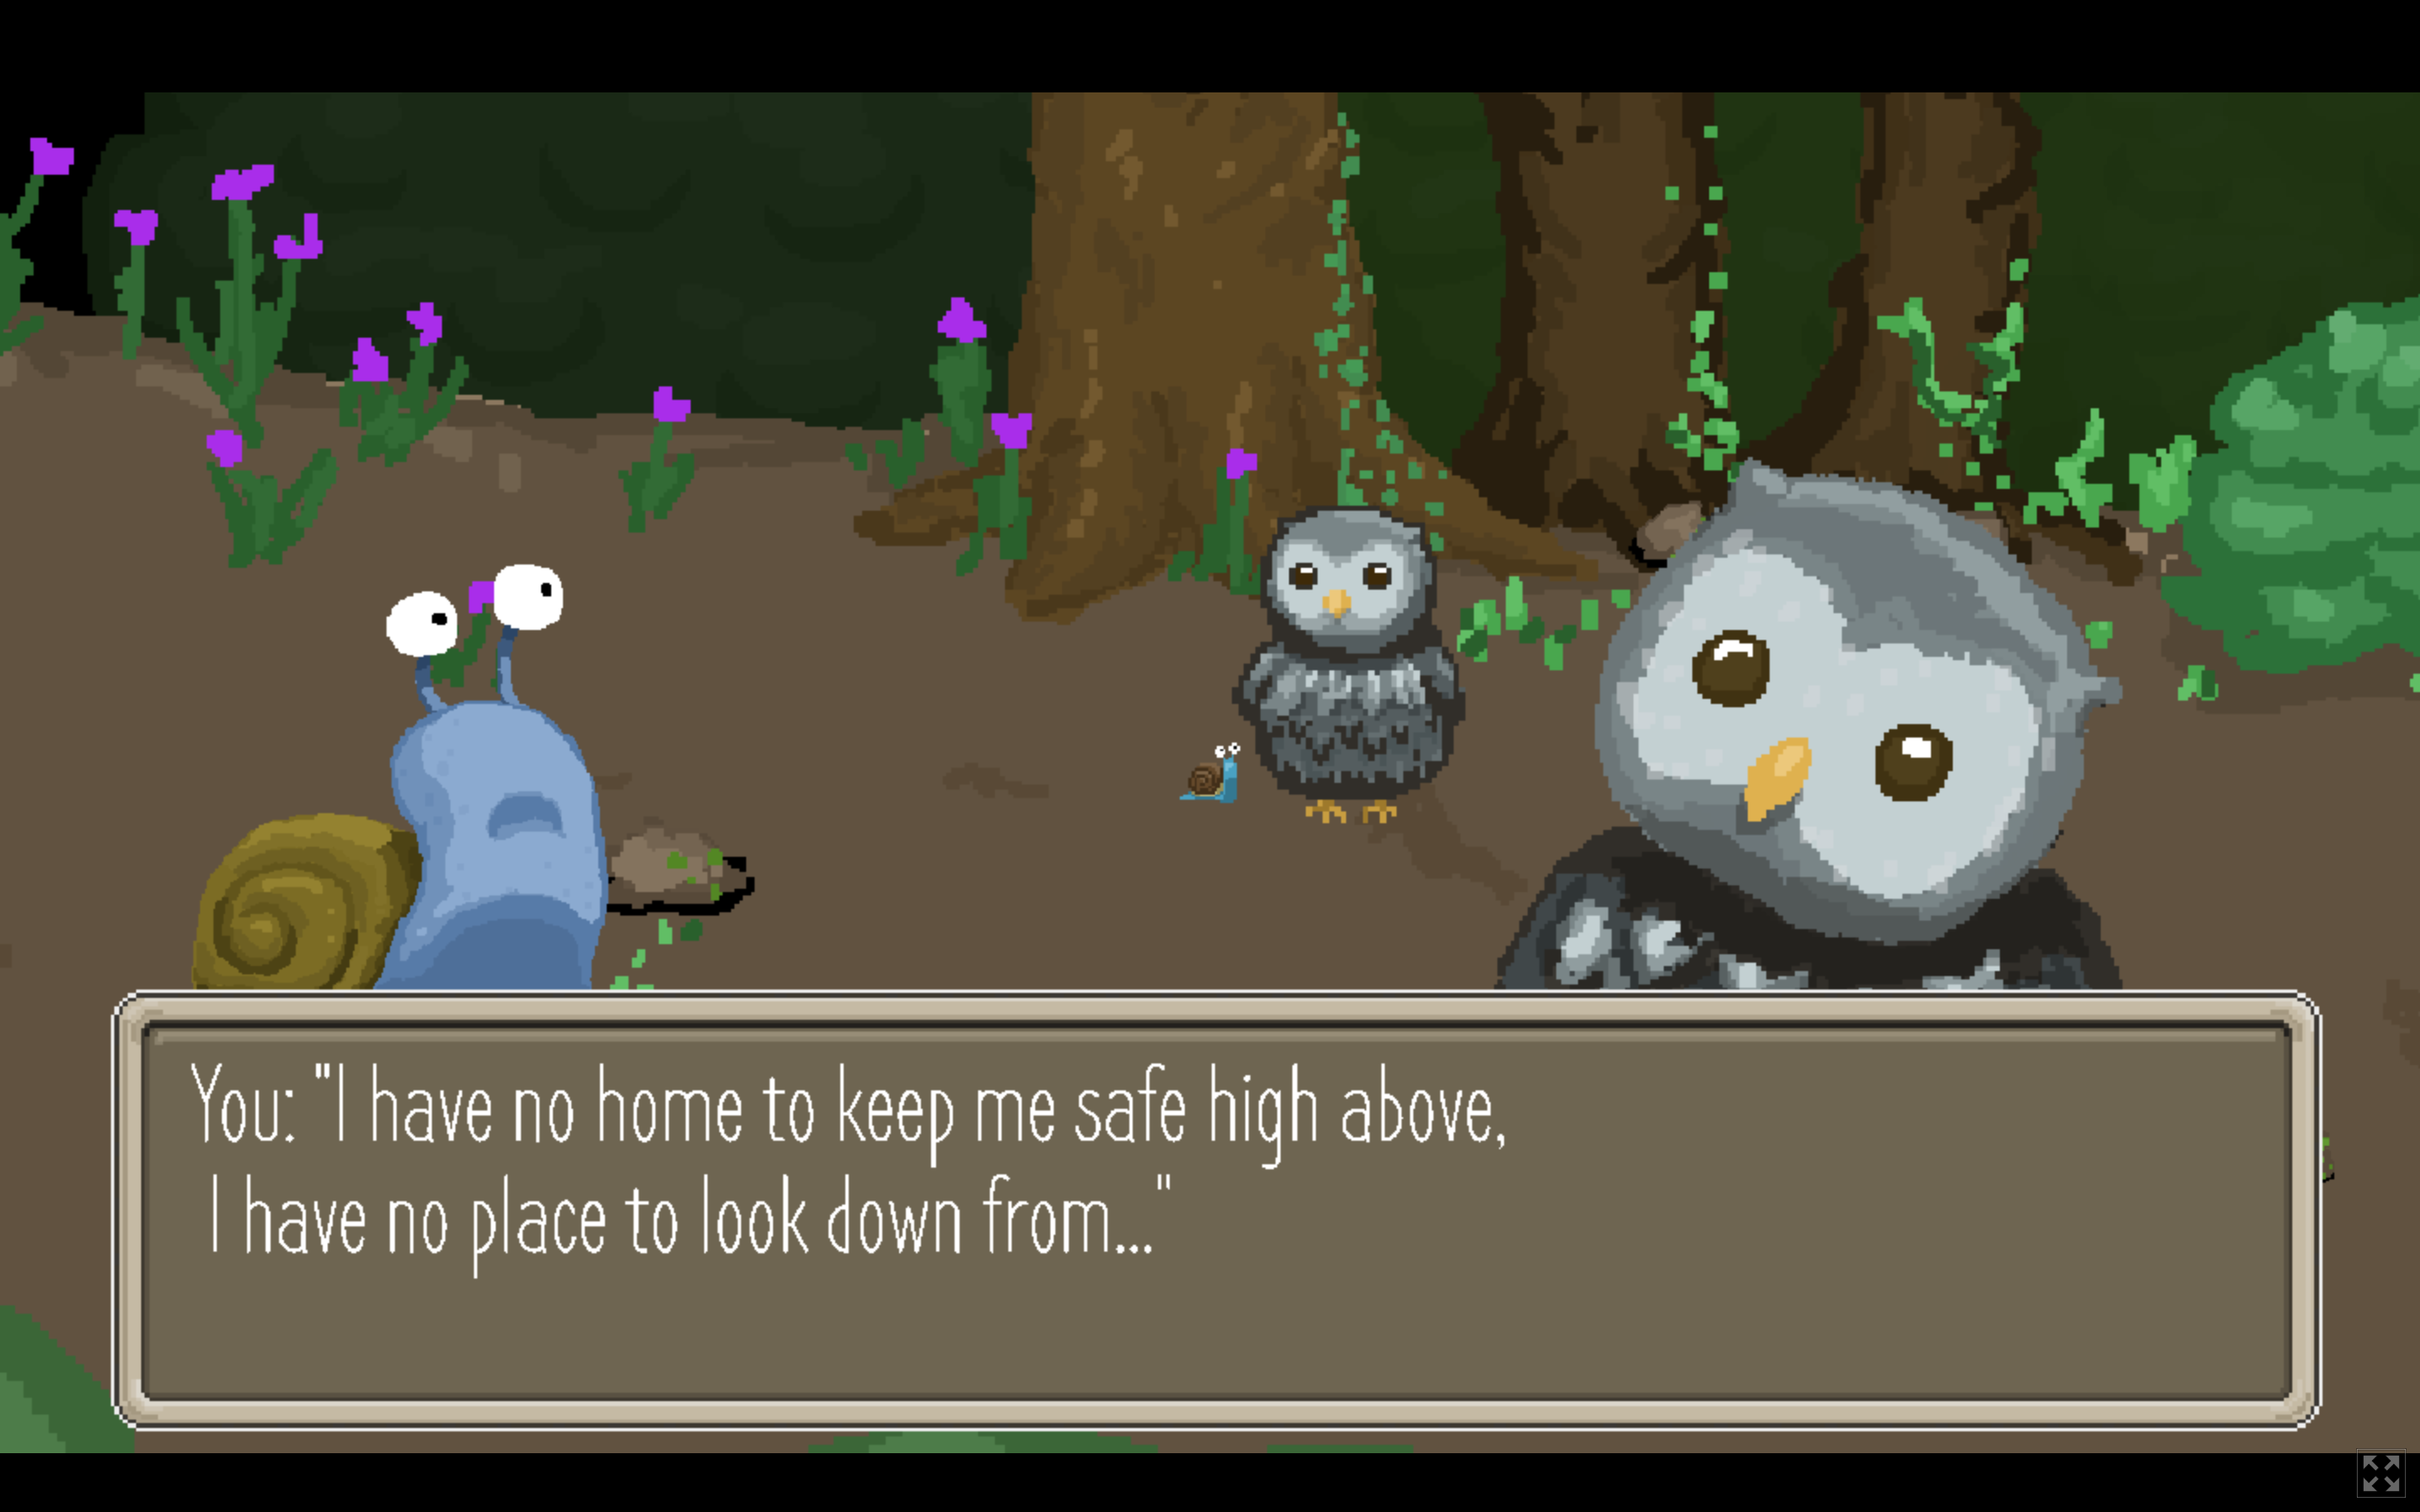 You: "I have no home to keep me safe high above,
I have no place to look down from..."